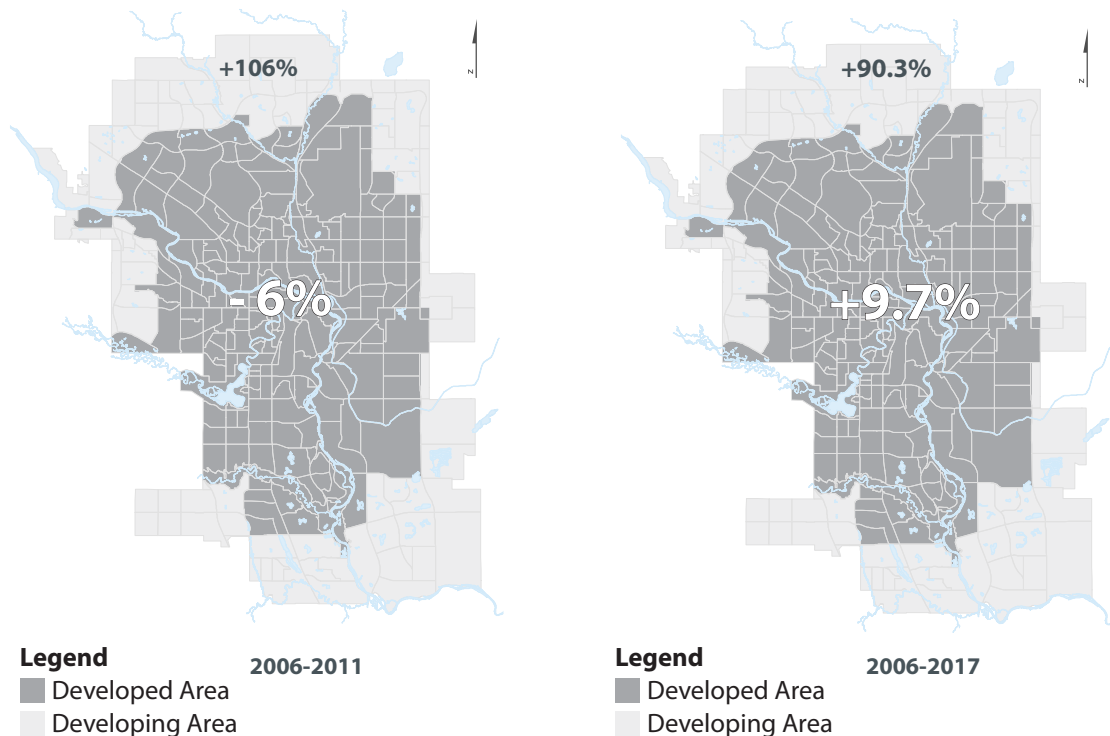 +106%
N
- 6%
Legend
2006-2011
Developed Area
Developing Area
+90.3%
N
+9.7%
Legend
2006-2017
Developed Area
Developing Area